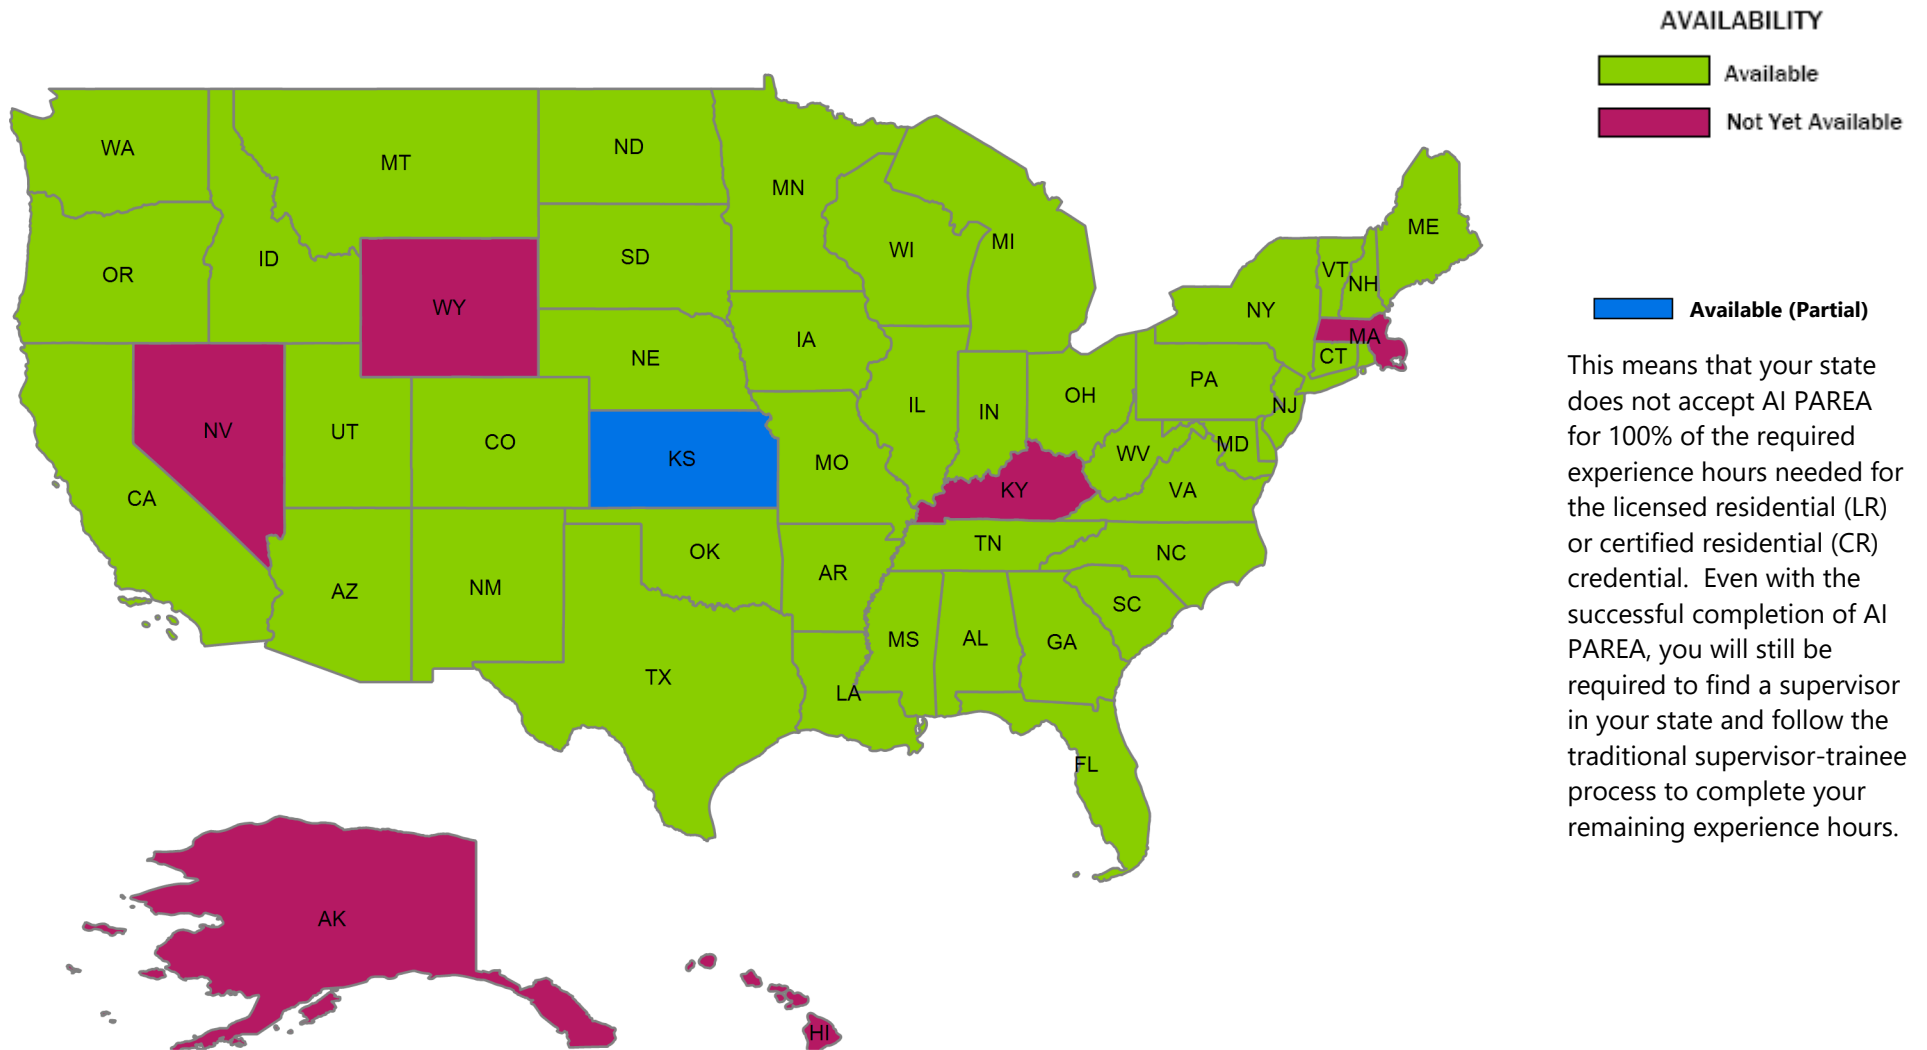 AVAILABILITY
Available
Not Yet Available
WA
MT
ND
MN
ME
OR
ID
SD
WI
MI
VT
NH
WY
NY
MA
NE
IA
CT
PA
NV
UT
CO
KS
MO
IL
IN
OH
NJ
MD
WV
CA
KY
VA
AZ
NM
OK
AR
TN
NC
SC
TX
LA
MS
AL
GA
FL
AK
HI
Available (Partial)
This means that your state
does not accept AI PAREA
for 100% of the required
experience hours needed for
the licensed residential (LR)
or certified residential (CR)
credential.  Even with the
successful completion of AI
PAREA, you will still be
required to find a supervisor
in your state and follow the
traditional supervisor-trainee
process to complete your
remaining experience hours.